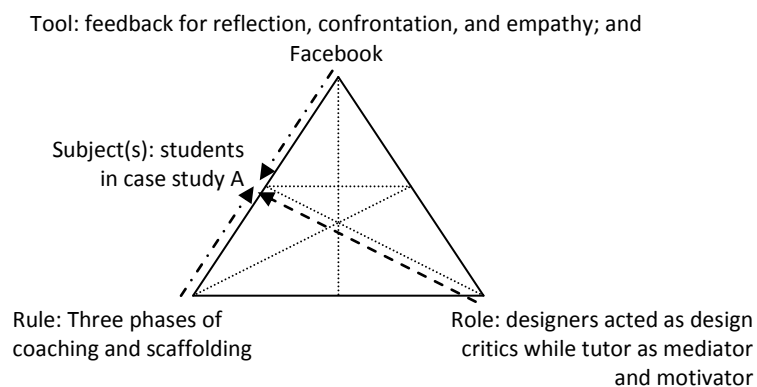 Tool: feedback for reflection, confrontation, and empathy; and
Facebook
Subject(s): students
in case study A
Rule: Three phases of
coaching and scaffolding
Role: designers acted as design
critics while tutor as mediator
and motivator